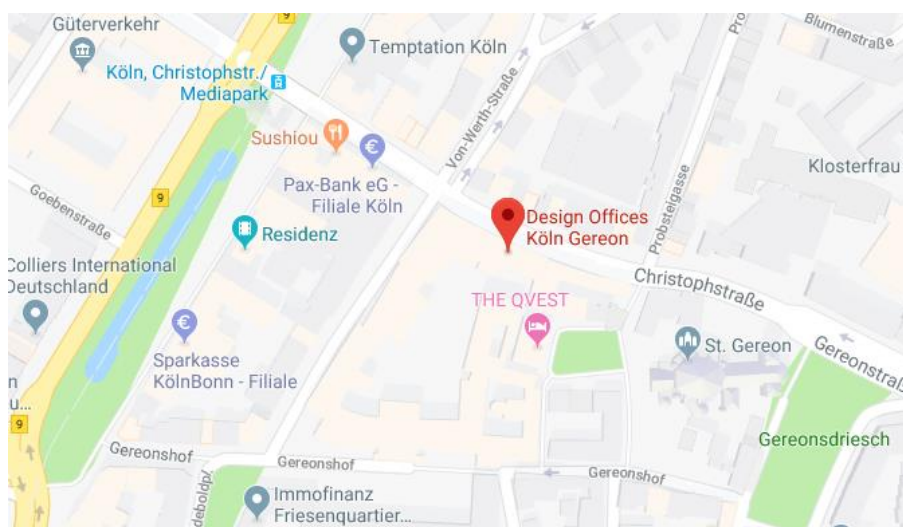 Güterverkehr
9
Temptation Köln
Blumenstraße
Köln, Christophstr./
Mediapark
Sushiou
Von-Werth-Straße
Pax-Bank eG -
Filiale Köln
Klosterfrau
Probsteigasse
9
Goebenstraße
Residenz
Design Offices
Köln Gereon
Colliers International
Deutschland
Christophstraße
THE QVEST
St. Gereon
Sparkasse
KölnBonn - Filiale
9
Gereonsdriesch
Gereonshof
Gereonshof
Gereonshof
Immofinanz
Friesenquartier...